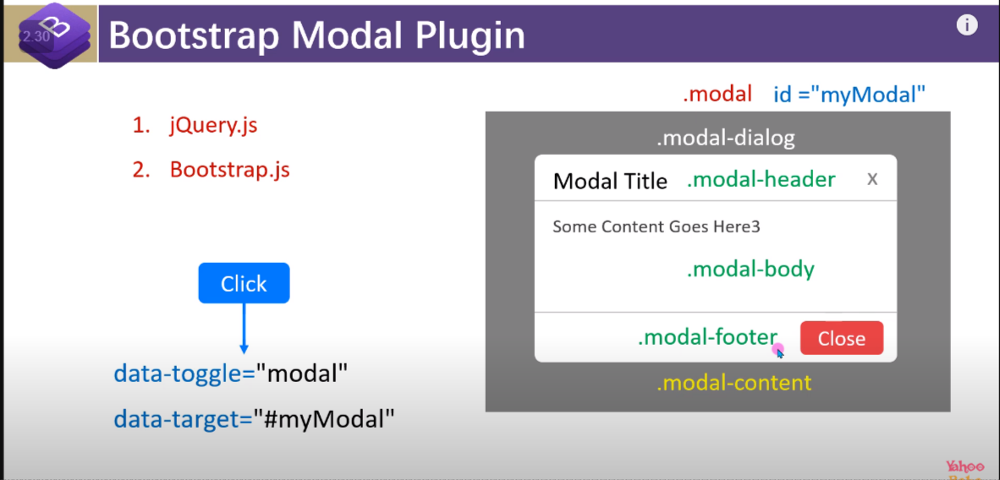 2.30
Bootstrap Modal Plugin
i
.modal id ="myModal"
1. jQuery.js
2. Bootstrap.js
.modal-dialog
Modal Title .modal-header x
Some Content Goes Here3
.modal-body
.modal-footer Close
.modal-content
Click
data-toggle="modal"
data-target="#myModal"
Yahoo